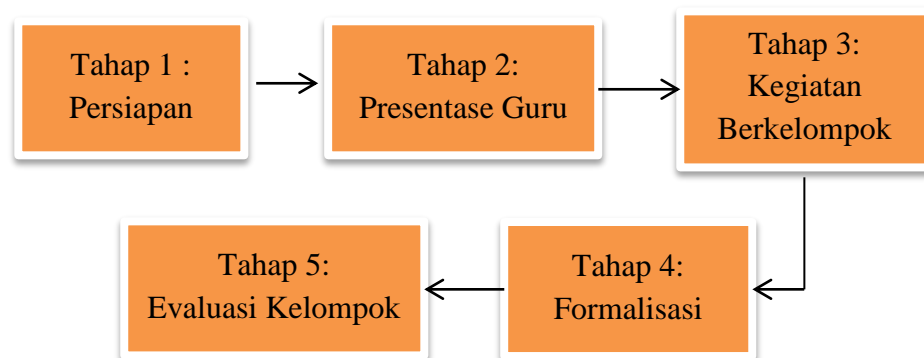 Tahap 1 :
Persiapan
Tahap 2:
Presentase Guru
Tahap 3:
Kegiatan
Berkelompok
Tahap 4:
Formalisasi
Tahap 5:
Evaluasi Kelompok